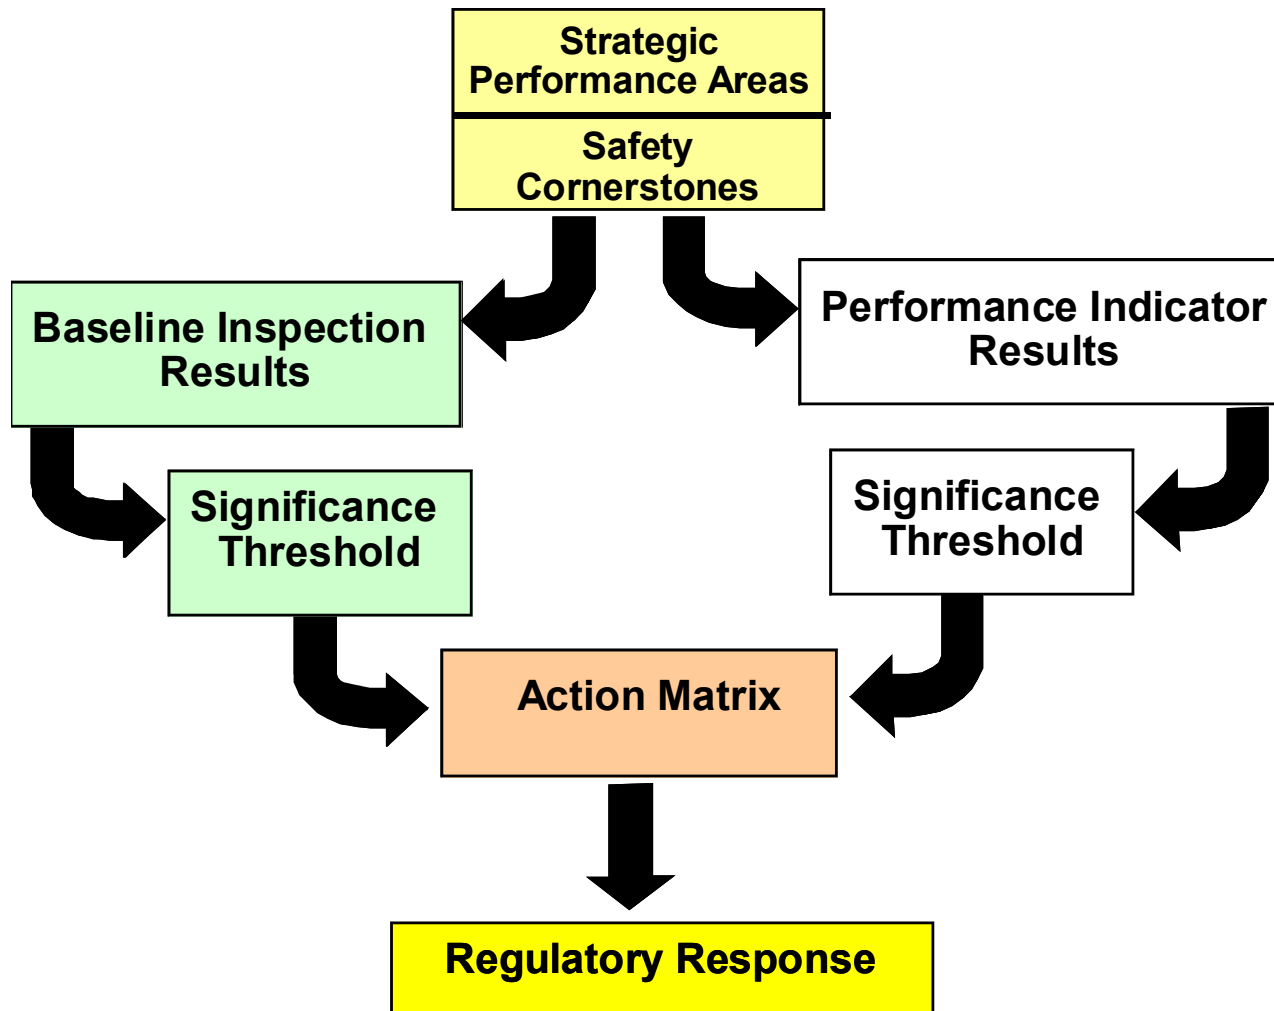 Strategic
Performance Areas
Safety
Cornerstones
Baseline Inspection
Results
Performance Indicator
Results
Significance
Threshold
Significance
Threshold
Action Matrix
Regulatory Response